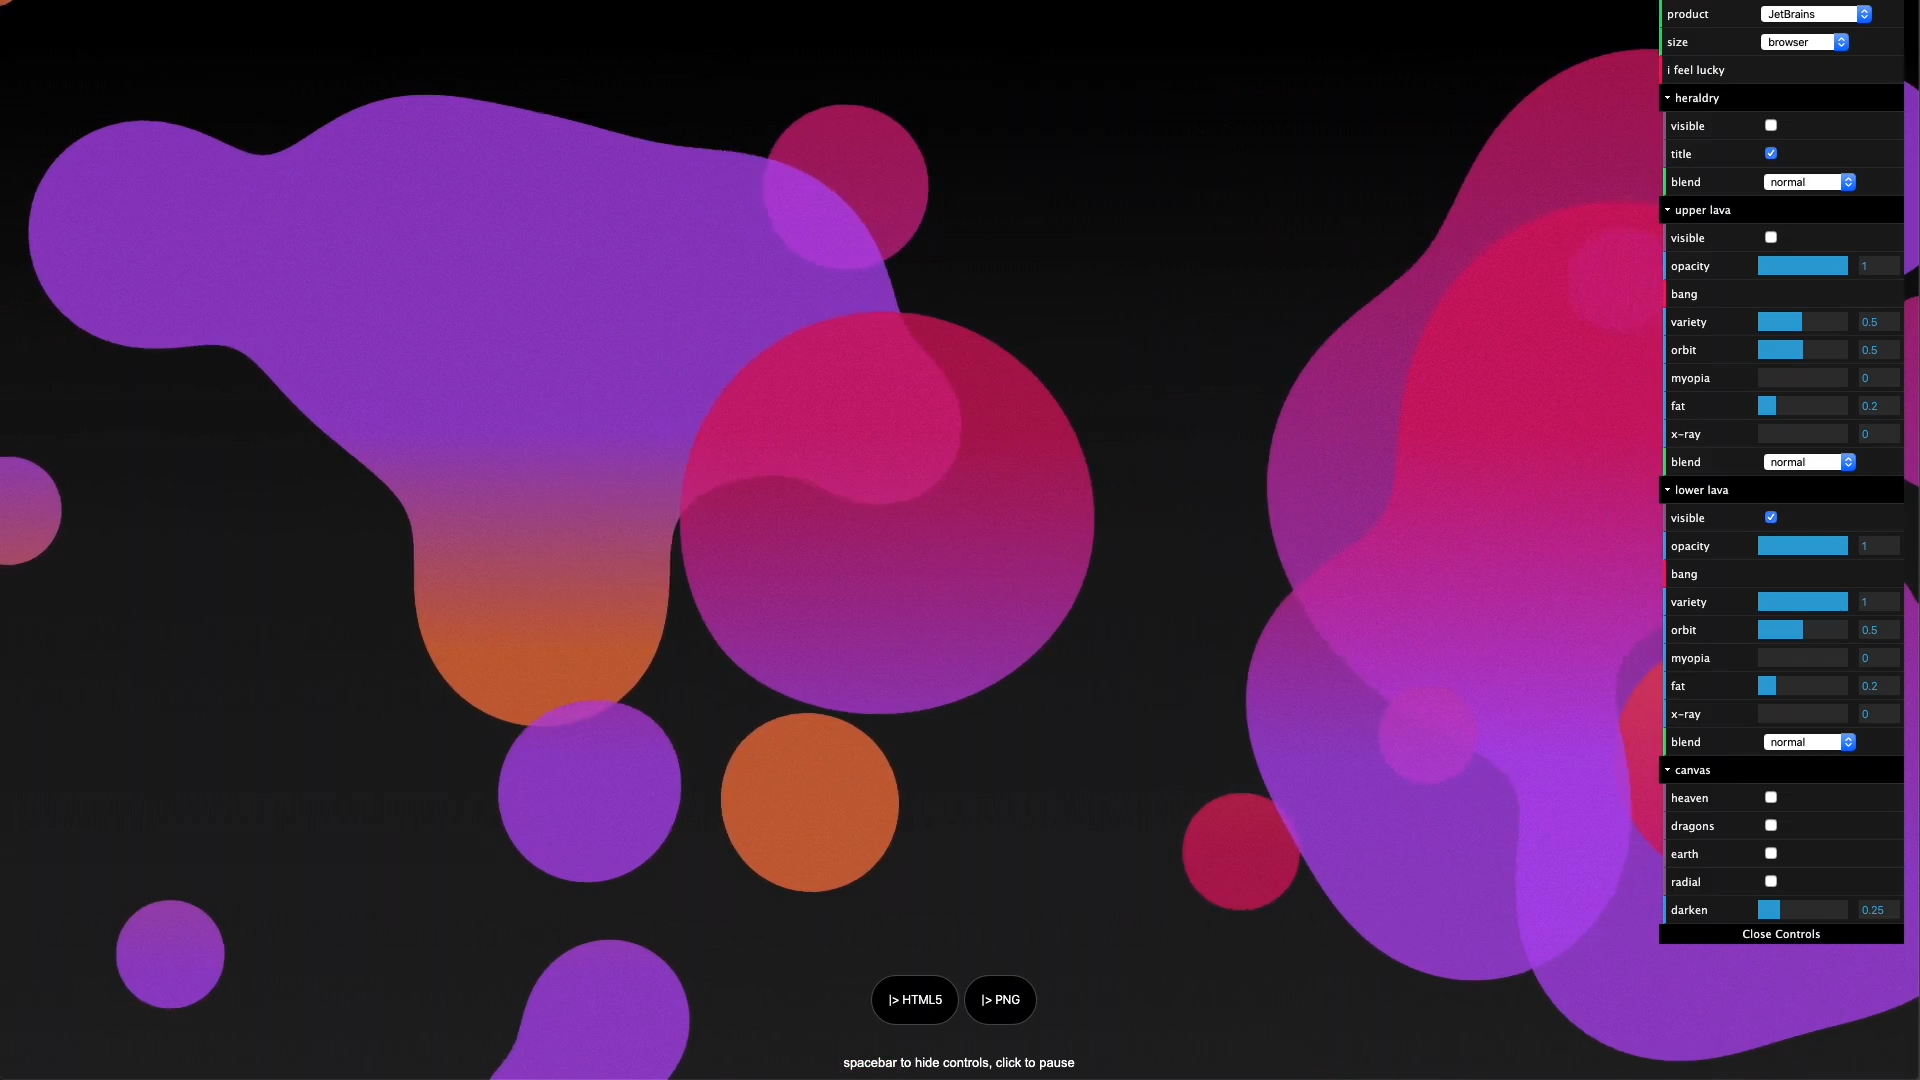 product JetBrains
size browser
i feel lucky
heraldry
visible
title
blend normal
upper lava
visible
opacity 1
bang
variety 0.5
orbit 0.5
myopia 0
fat 0.2
x-ray 0
blend normal
lower lava
visible
opacity 1
bang
variety 1
orbit 0.5
myopia 0
fat 0.2
x-ray 0
blend normal
canvas
heaven
dragons
earth
radial
darken 0.25
Close Controls
|> HTML5 |> PNG
spacebar to hide controls, click to pause